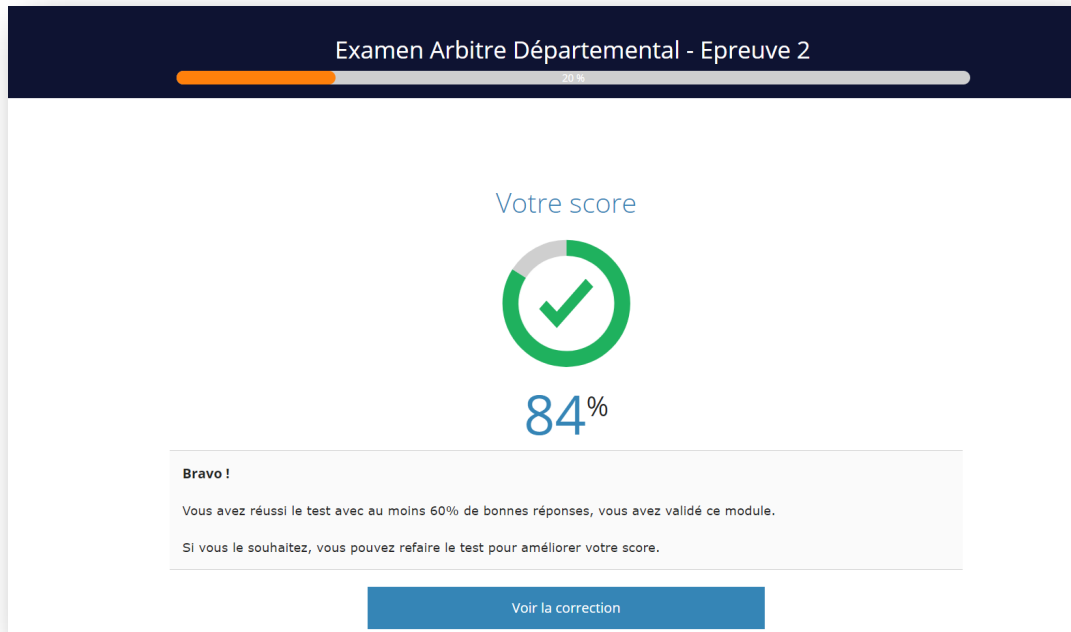 Examen Arbitre Départemental - Epreuve 2
20 %
Votre score
84%
Bravo !
Vous avez réussi le test avec au moins 60% de bonnes réponses, vous avez validé ce module.
Si vous le souhaitez, vous pouvez refaire le test pour améliorer votre score.
Voir la correction